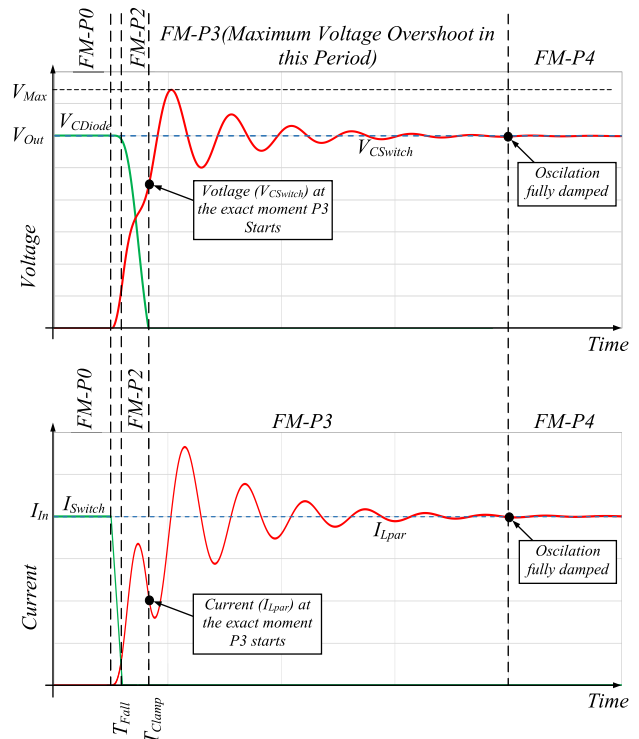 FM-P0
FM-P2
FM-P3(Maximum Voltage Overshoot in
this Period)
FM-P4
V_Max
V_CDiode
V_Out
V_CSwitch
Votlage (V_CSwitch) at
the exact moment P3
Starts
Oscilation
fully damped
Voltage
Time
FM-P0
FM-P2
FM-P3
FM-P4
I_In
I_Switch
I_Lpar
Oscilation
fully damped
Current (I_Lpar) at
the exact moment
P3 starts
Current
Time
T_Fall
T_Clamp